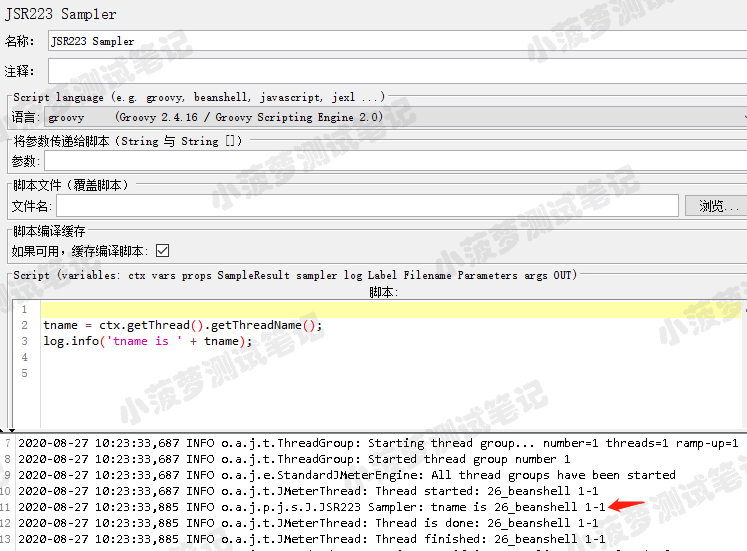 JSR223 Sampler
名称： JSR223 Sampler
注释：
Script language (e.g. groovy, beanshell, javascript, jexl ...)
语言: groovy (Groovy 2.4.16 / Groovy Scripting Engine 2.0)
将参数传递给脚本（String 与 String []）
参数:
脚本文件（覆盖脚本）
文件名: 浏览...
脚本编译缓存
如果可用，缓存编译脚本:
Script (variables: ctx vars props SampleResult sampler log Label Filename Parameters args OUT)
脚本:
1
2 tname = ctx.getThread().getThreadName();
3 log.info('tname is ' + tname);
4
5
7 2020-08-27 10:23:33,687 INFO o.a.j.t.ThreadGroup: Starting thread group... number=1 threads=1 ramp-up=1
8 2020-08-27 10:23:33,687 INFO o.a.j.t.ThreadGroup: Started thread group number 1
9 2020-08-27 10:23:33,687 INFO o.a.j.e.StandardJMeterEngine: All thread groups have been started
10 2020-08-27 10:23:33,687 INFO o.a.j.t.JMeterThread: Thread started: 26_beanshell 1-1
11 2020-08-27 10:23:33,885 INFO o.a.j.p.j.s.J.JSR223 Sampler: tname is 26_beanshell 1-1
12 2020-08-27 10:23:33,885 INFO o.a.j.t.JMeterThread: Thread is done: 26_beanshell 1-1
13 2020-08-27 10:23:33,885 INFO o.a.j.t.JMeterThread: Thread finished: 26_beanshell 1-1
小菠萝测试笔记